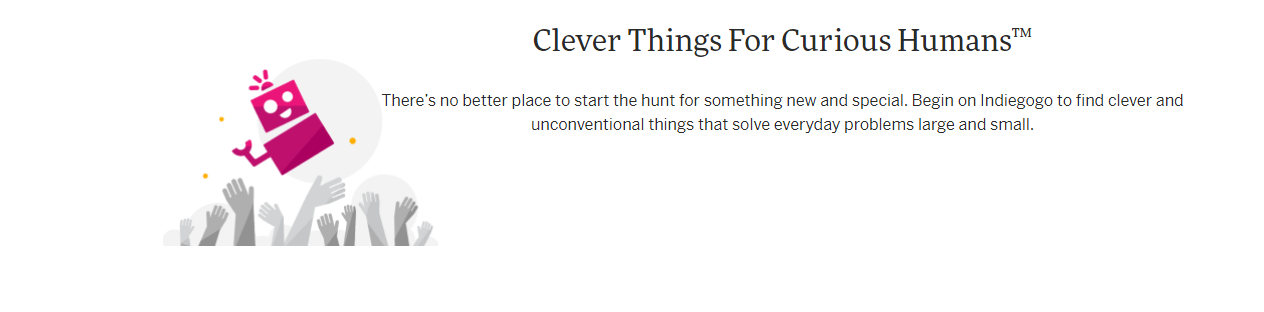 Clever Things For Curious Humans™
There’s no better place to start the hunt for something new and special. Begin on Indiegogo to find clever and
unconventional things that solve everyday problems large and small.